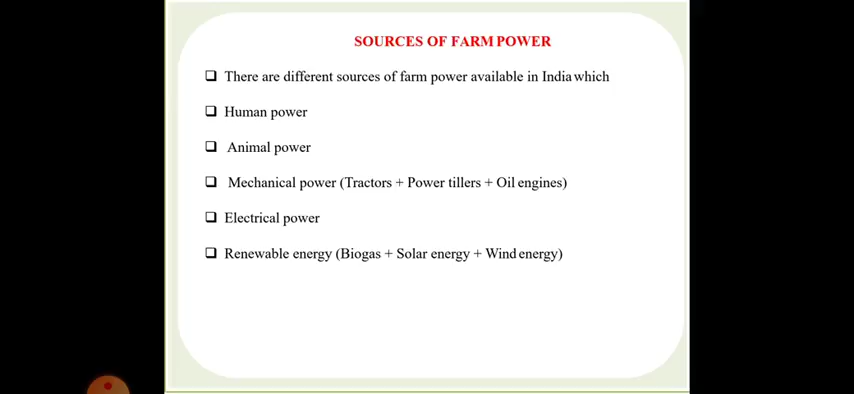 SOURCES OF FARM POWER
❑ There are different sources of farm power available in India which
❑ Human power
❑ Animal power
❑ Mechanical power (Tractors + Power tillers + Oil engines)
❑ Electrical power
❑ Renewable energy (Biogas + Solar energy + Wind energy)